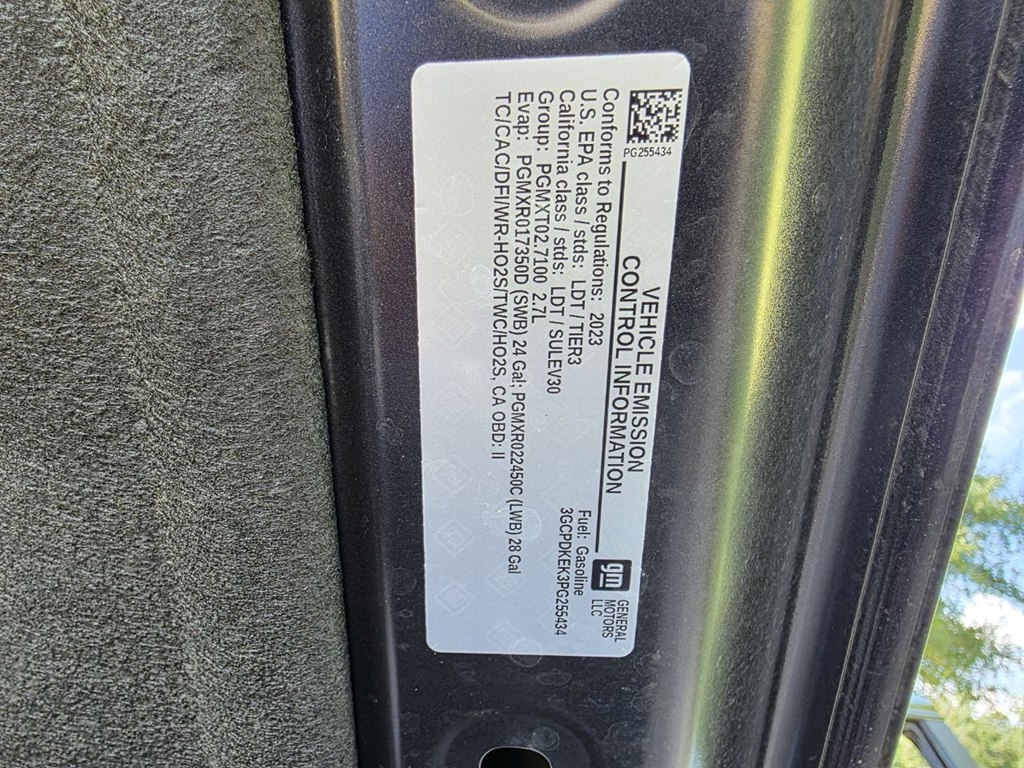 PG255434
VEHICLE EMISSION
CONTROL INFORMATION
gm
GENERAL
MOTORS
LLC
Conforms to Regulations: 2023
U.S. EPA class / stds: LDT / TIER3
California class / stds: LDT / SULEV30
Group: PGMXT02.7100 2.7L
Evap: PGMXR017350D (SWB) 24 Gal; PGMXR022450C (LWB) 28 Gal
TC/CAC/DFI/WR-HO2S/TWC/HO2S, CA OBD: II
Fuel: Gasoline
3GCPDKEK3PG255434